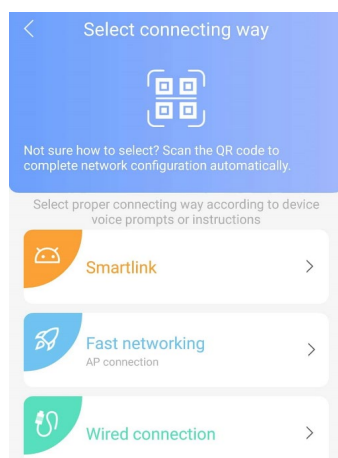 Select connecting way
Not sure how to select? Scan the QR code to
complete network configuration automatically.
Select proper connecting way according to device
voice prompts or instructions
Smartlink
Fast networking
AP connection
Wired connection